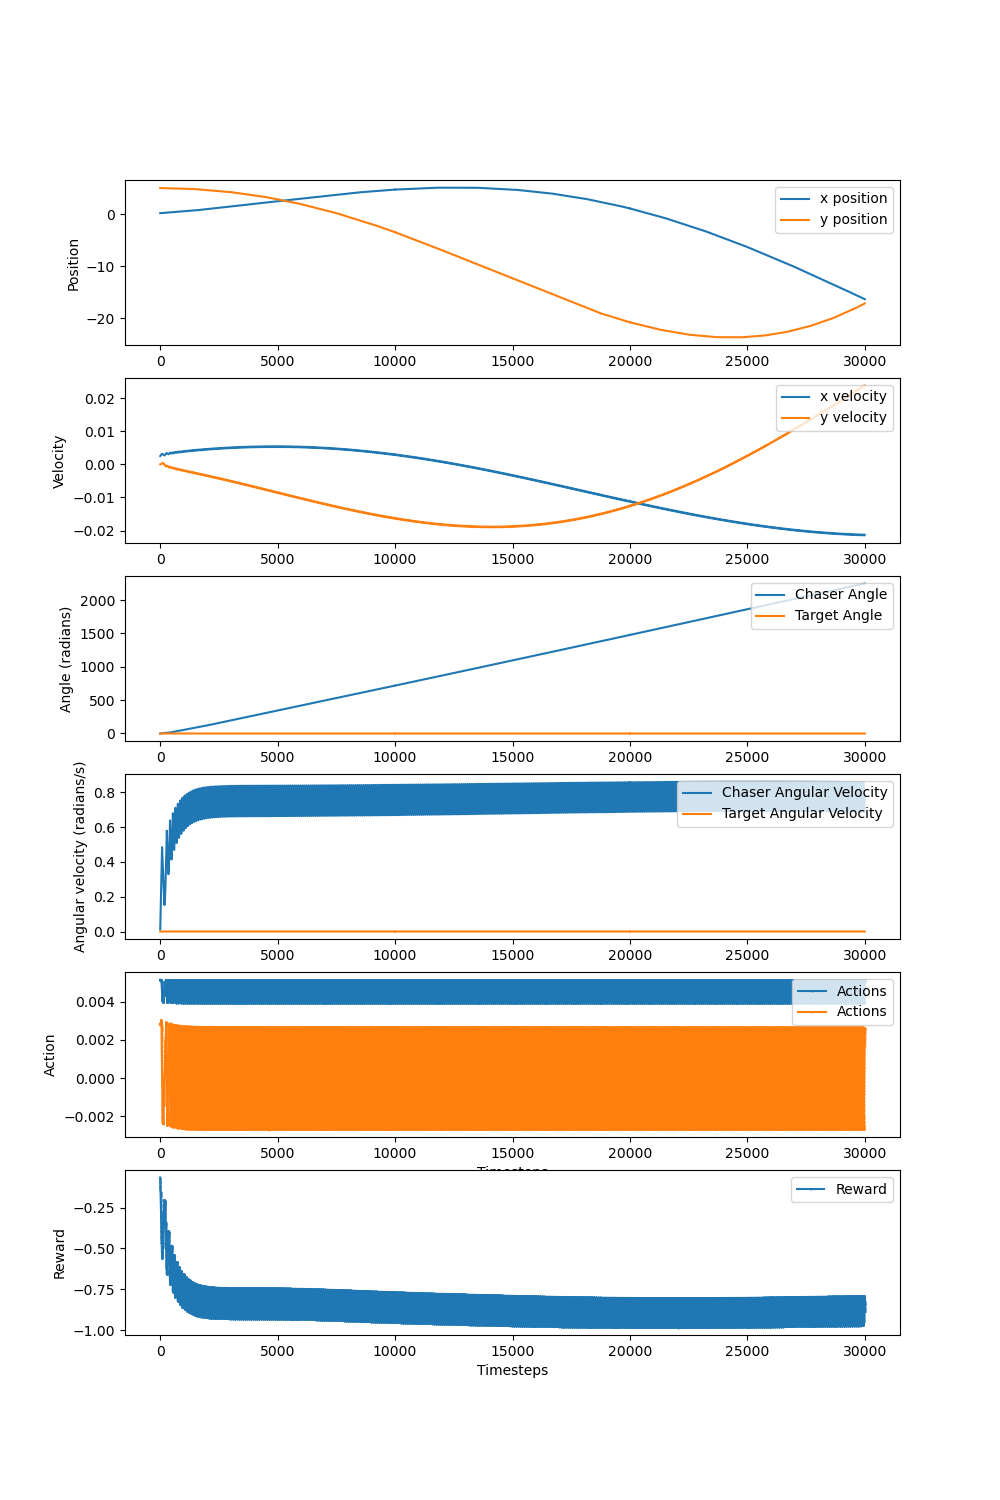 x position
y position
0
−10
−20
Position
0 5000 10000 15000 20000 25000 30000
x velocity
y velocity
0.02
0.01
0.00
−0.01
−0.02
Velocity
0 5000 10000 15000 20000 25000 30000
Chaser Angle
Target Angle
2000
1500
1000
500
0
Angle (radians)
0 5000 10000 15000 20000 25000 30000
Chaser Angular Velocity
Target Angular Velocity
0.8
0.6
0.4
0.2
0.0
Angular velocity (radians/s)
0 5000 10000 15000 20000 25000 30000
Actions
Actions
0.004
0.002
0.000
−0.002
Action
0 5000 10000 15000 20000 25000 30000
Timesteps
Reward
−0.25
−0.50
−0.75
−1.00
Reward
0 5000 10000 15000 20000 25000 30000
Timesteps